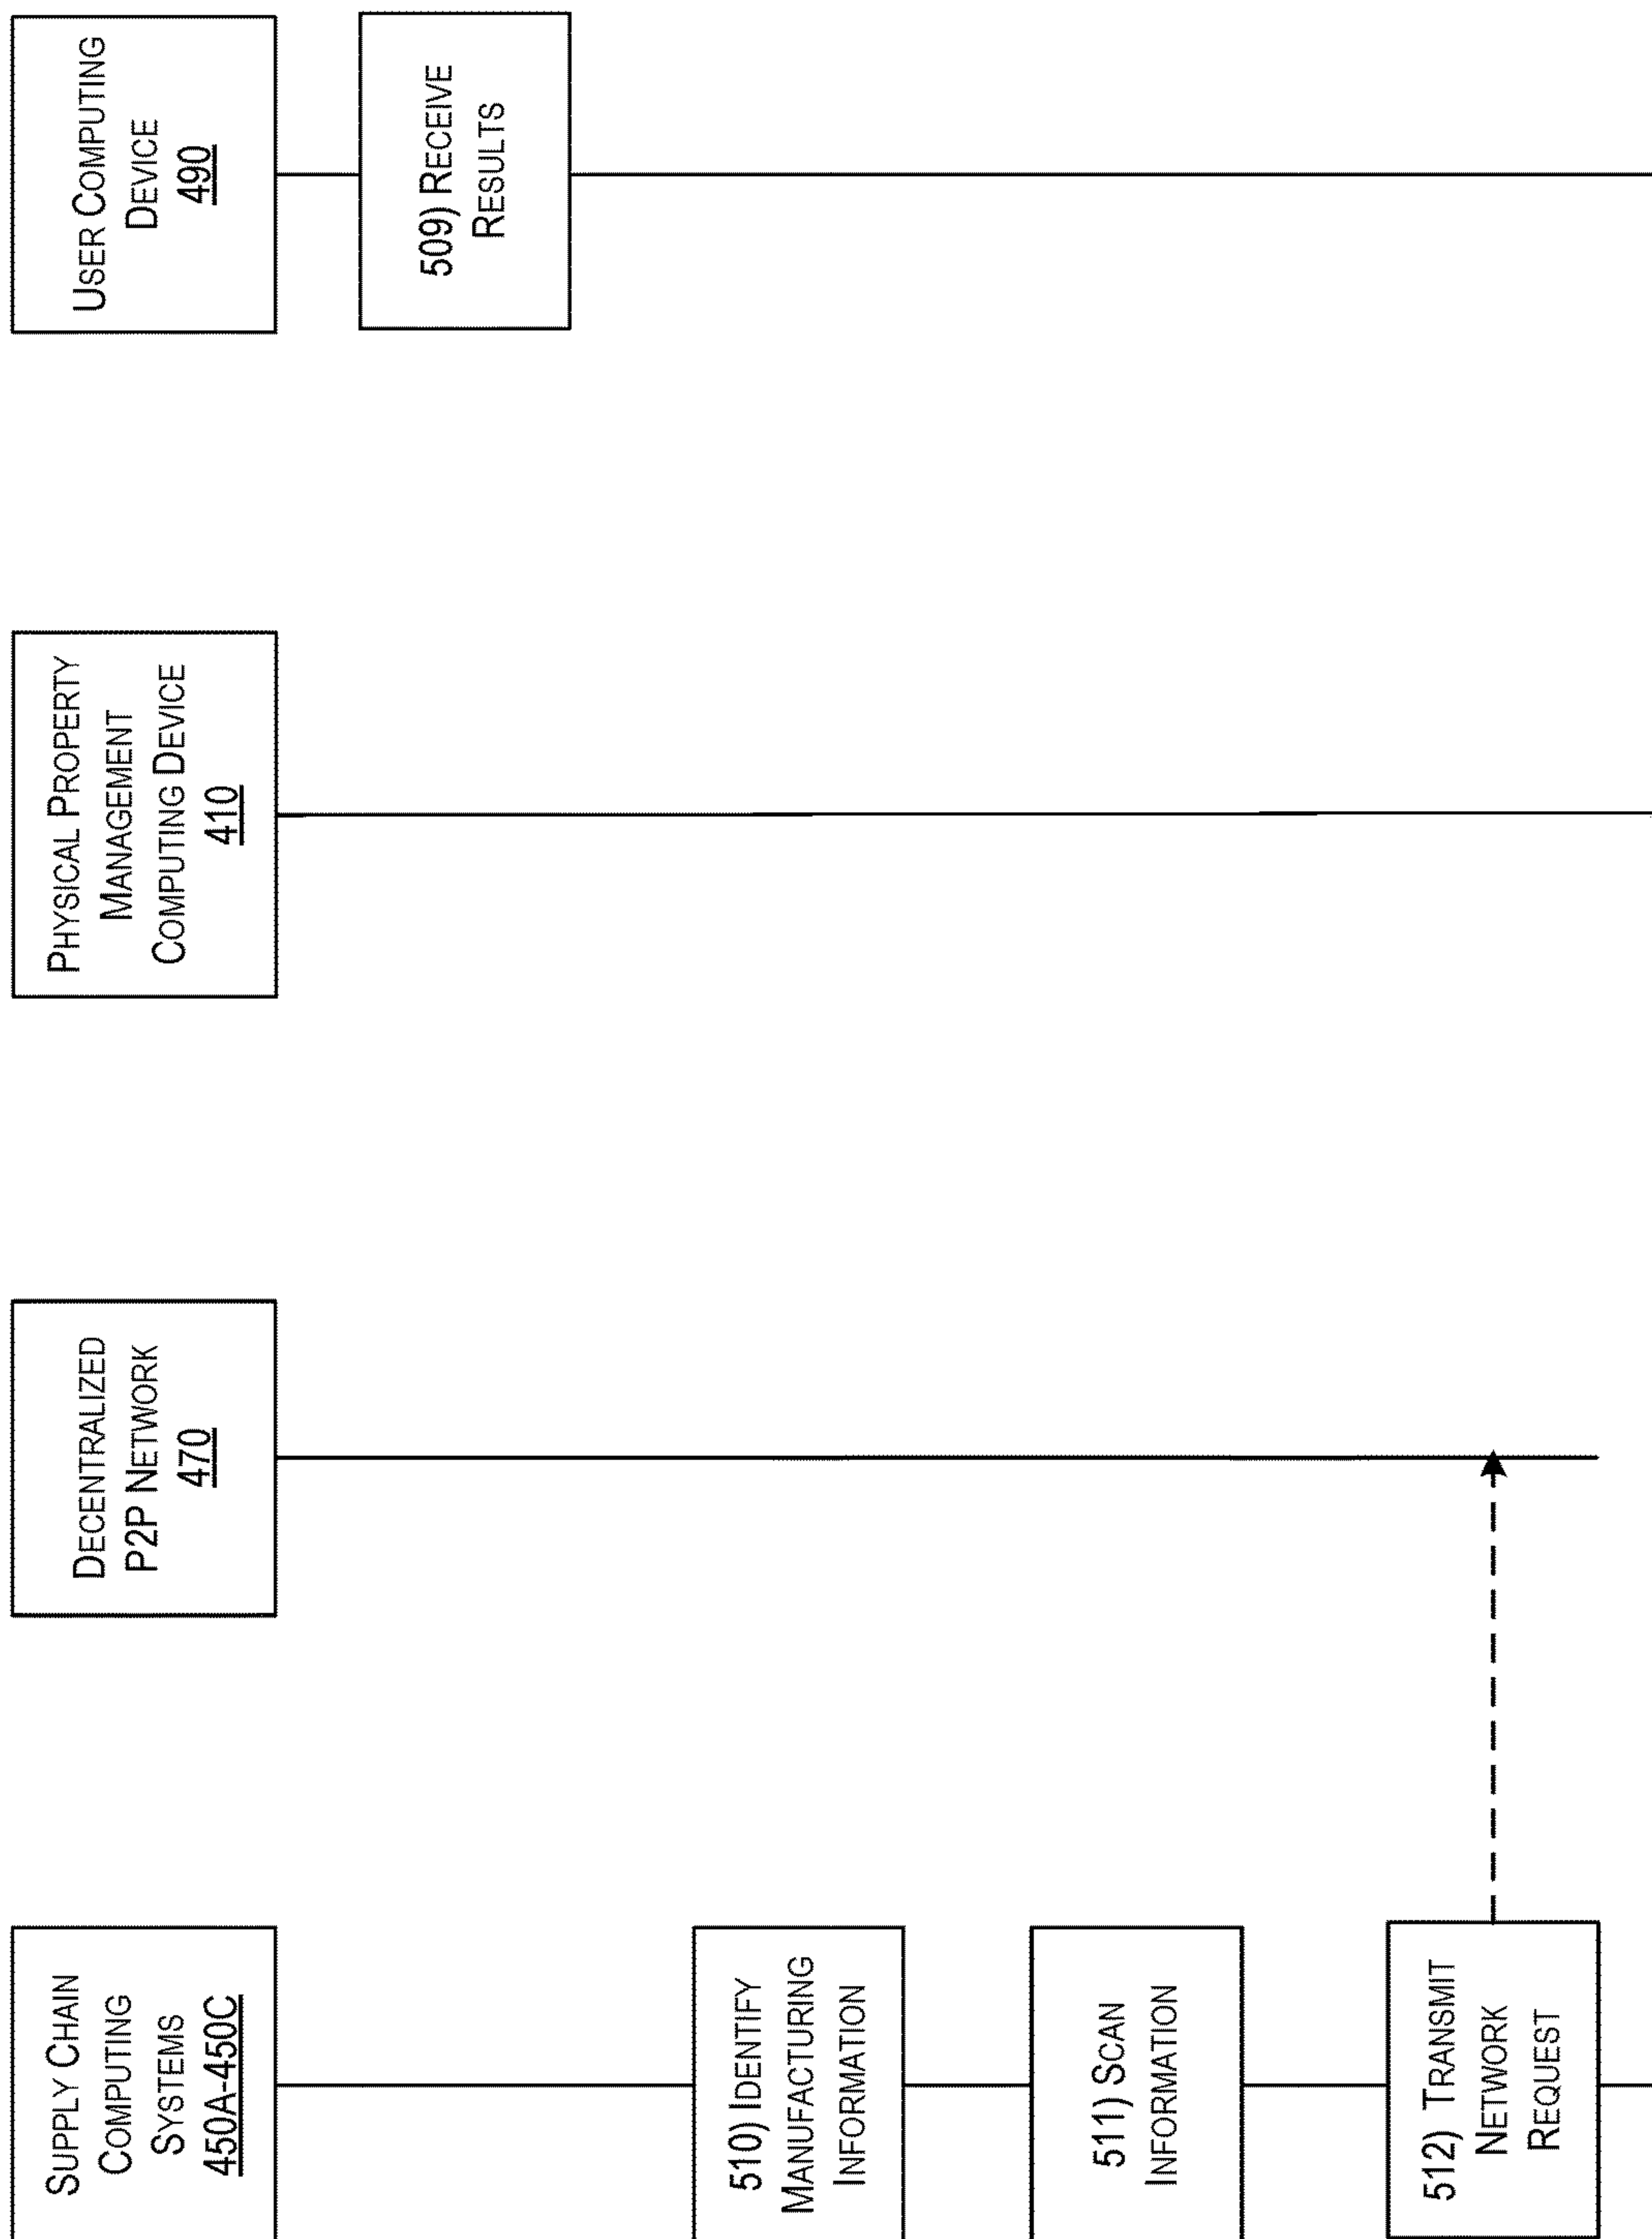 SUPPLY CHAIN
COMPUTING
SYSTEMS
450A-450C
DECENTRALIZED
P2P NETWORK
470
PHYSICAL PROPERTY
MANAGEMENT
COMPUTING DEVICE
410
USER COMPUTING
DEVICE
490
509) RECEIVE
RESULTS
510) IDENTIFY
MANUFACTURING
INFORMATION
511) SCAN
INFORMATION
512) TRANSMIT
NETWORK
REQUEST